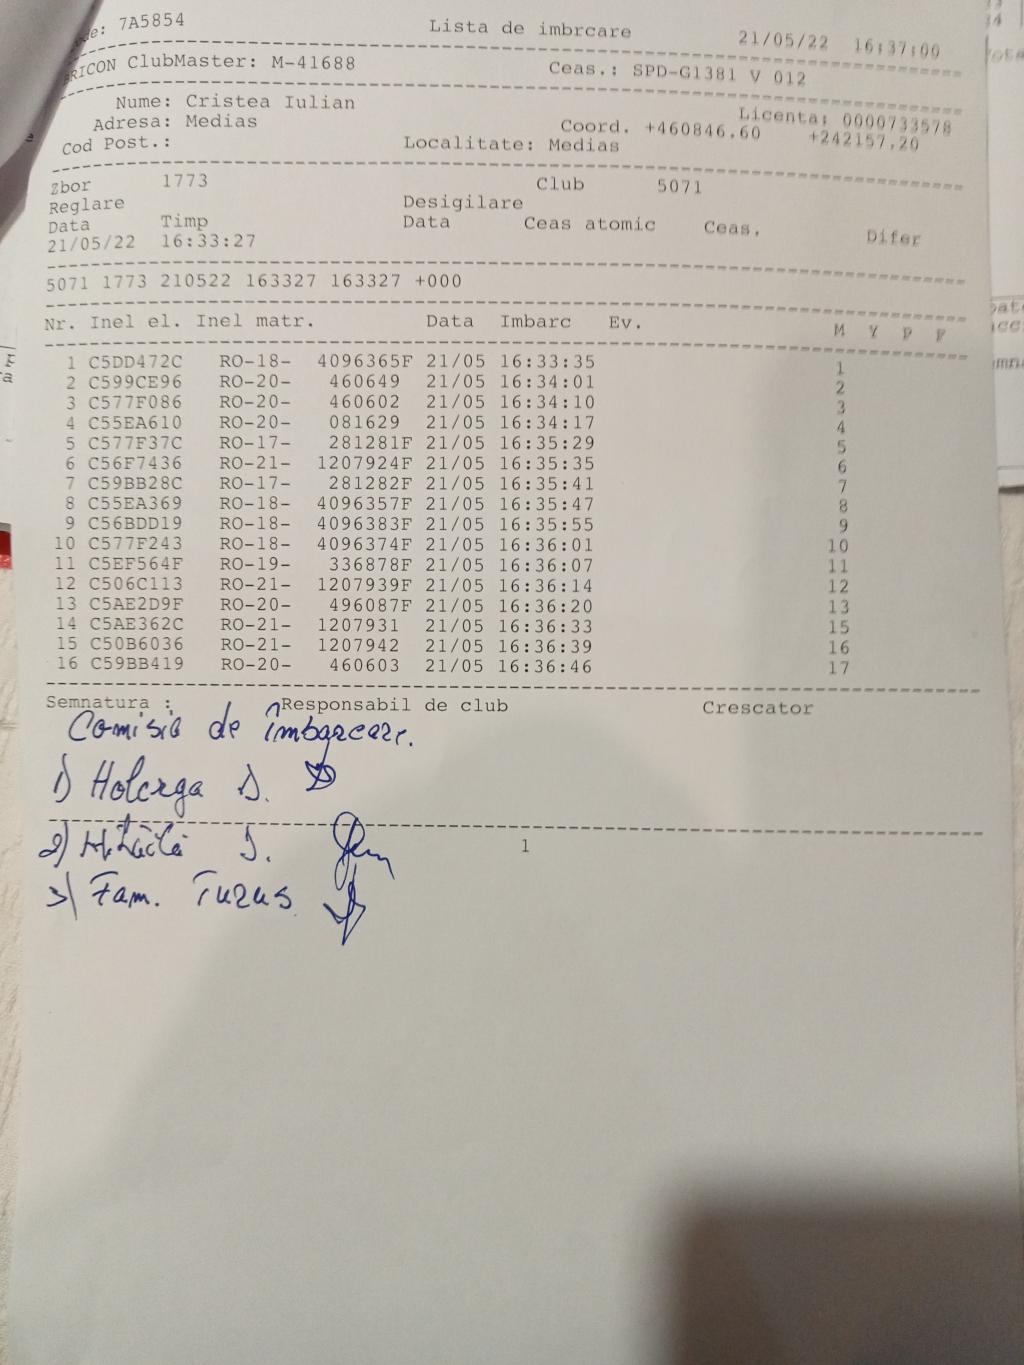 7A5854 Lista de imbrcare 21/05/22 16:37:00
BRICON ClubMaster: M-41688 Ceas.: SPD-G1381 V 012
Nume: Cristea Iulian Licenta: 0000733578
Adresa: Medias Coord. +460846,60 +242157,20
Cod Post.: Localitate: Medias
Zbor 1773 Club 5071
Reglare Desigilare
Data Timp Data Ceas atomic Ceas. Difer
21/05/22 16:33:27
5071 1773 210522 163327 163327 +000
Nr. Inel el. Inel matr. Data Imbarc Ev. M Y P F
1 C5DD472C RO-18- 4096365F 21/05 16:33:35 1
2 C599CE96 RO-20- 460649 21/05 16:34:01 2
3 C577F086 RO-20- 460602 21/05 16:34:10 3
4 C55EA610 RO-20- 081629 21/05 16:34:17 4
5 C577F37C RO-17- 281281F 21/05 16:35:29 5
6 C56F7436 RO-21- 1207924F 21/05 16:35:35 6
7 C59BB28C RO-17- 281282F 21/05 16:35:41 7
8 C55EA369 RO-18- 4096357F 21/05 16:35:47 8
9 C56BDD19 RO-18- 4096383F 21/05 16:35:55 9
10 C577F243 RO-18- 4096374F 21/05 16:36:01 10
11 C5EF564F RO-19- 336878F 21/05 16:36:07 11
12 C506C113 RO-21- 1207939F 21/05 16:36:14 12
13 C5AE2D9F RO-20- 496087F 21/05 16:36:20 13
14 C5AE362C RO-21- 1207931 21/05 16:36:33 15
15 C50B6036 RO-21- 1207942 21/05 16:36:39 16
16 C59BB419 RO-20- 460603 21/05 16:36:46 17
Semnatura : Responsabil de club Crescator
Comisia de îmbarcare.
1) Holerga D.
2) D.
1
3) Fam. Turus